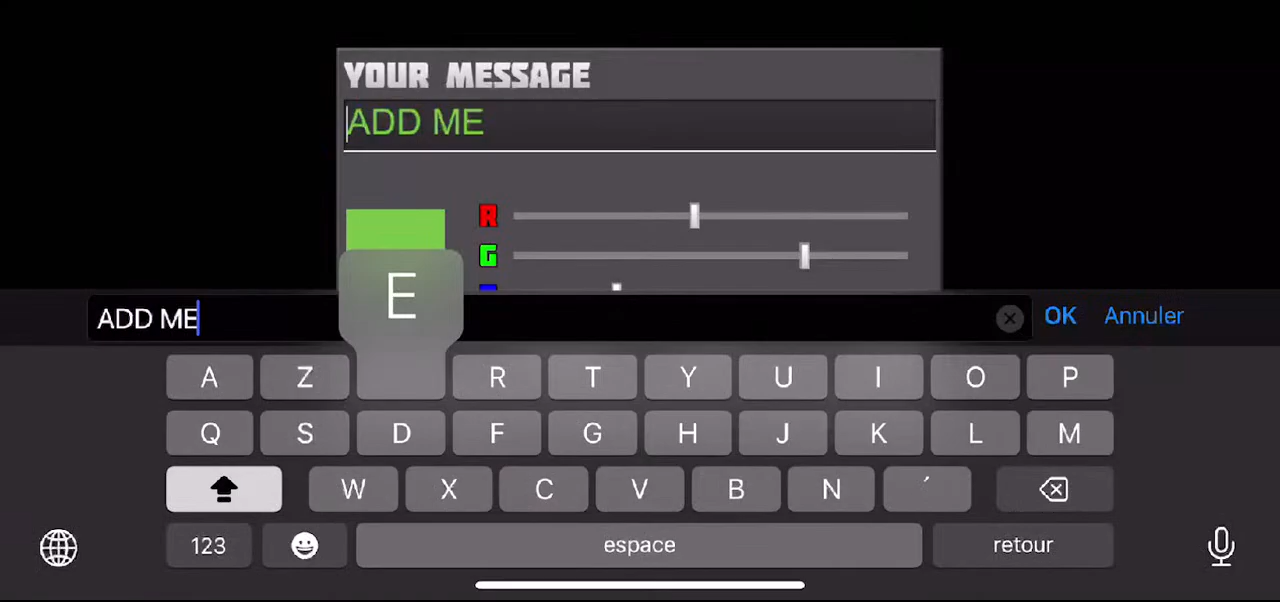 YOUR MESSAGE
ADD ME
R
G
E
ADD ME
OK Annuler
A Z R T Y U I O P
Q S D F G H J K L M
W X C V B N ´
123 espace retour